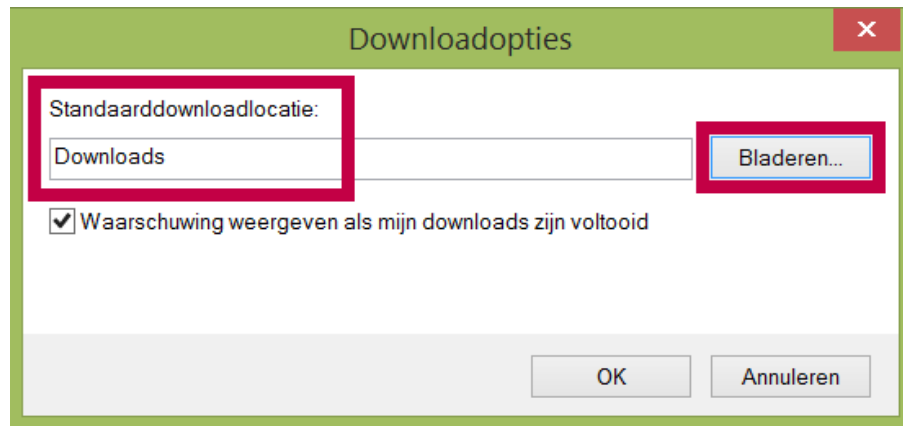 Downloadopties
Standaarddownloadlocatie:
Downloads
Bladeren...
Waarschuwing weergeven als mijn downloads zijn voltooid
OK
Annuleren